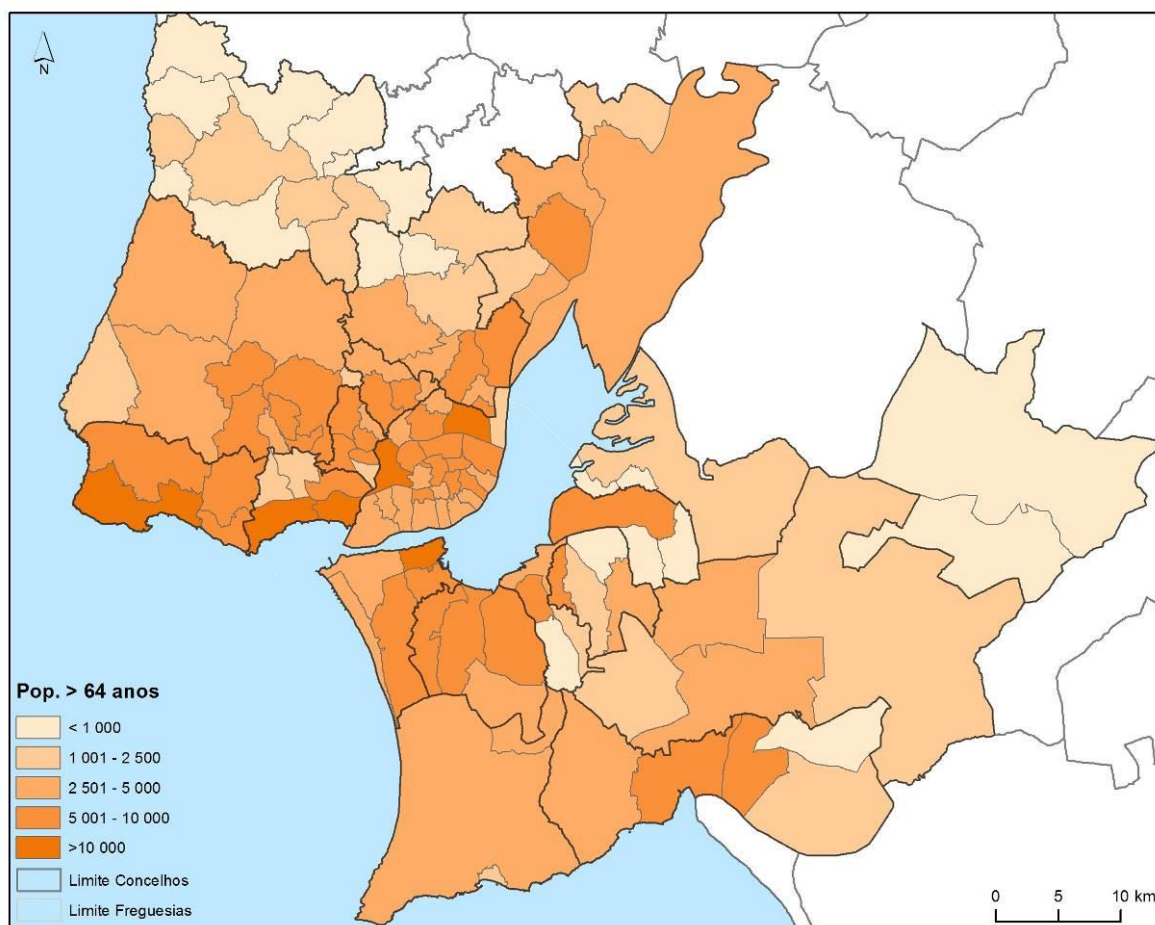 N
Pop. > 64 anos
< 1 000
1 001 - 2 500
2 501 - 5 000
5 001 - 10 000
>10 000
Limite Concelhos
Limite Freguesias
0 5 10 km